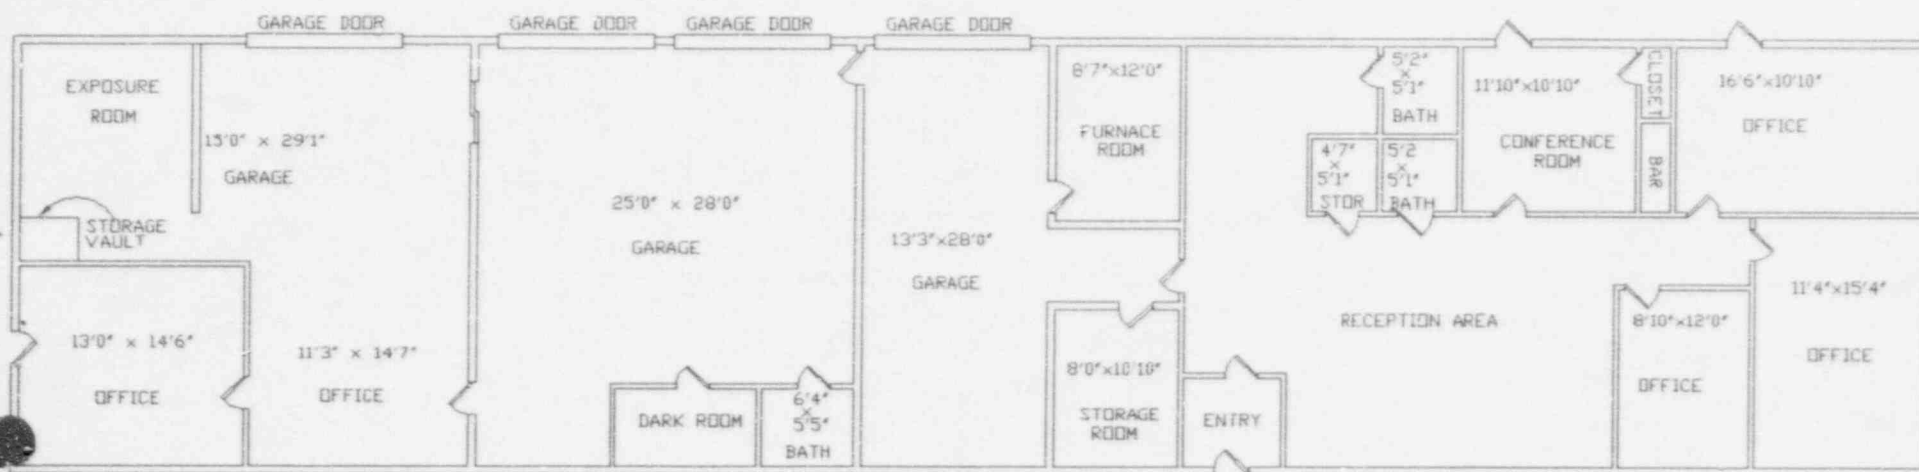 GARAGE DOOR
GARAGE DOOR
GARAGE DOOR
GARAGE DOOR
EXPOSURE
ROOM
15'0" x 29'1"
GARAGE
STORAGE
VAULT
13'0" x 14'6"
OFFICE
11'3" x 14'7"
OFFICE
25'0" x 28'0"
GARAGE
DARK ROOM
6'4"
x
5'5"
BATH
13'3"x28'0"
GARAGE
8'7"x12'0"
FURNACE
ROOM
8'0"x10'10"
STORAGE
ROOM
ENTRY
RECEPTION AREA
5'2"
x
5'1"
BATH
4'7"
x
5'1"
STOR
5'2
x
5'1"
BATH
11'10"x10'10"
CONFERENCE
ROOM
CLOSET
BAR
16'6"x10'10"
OFFICE
8'10"x12'0"
OFFICE
11'4"x15'4"
OFFICE